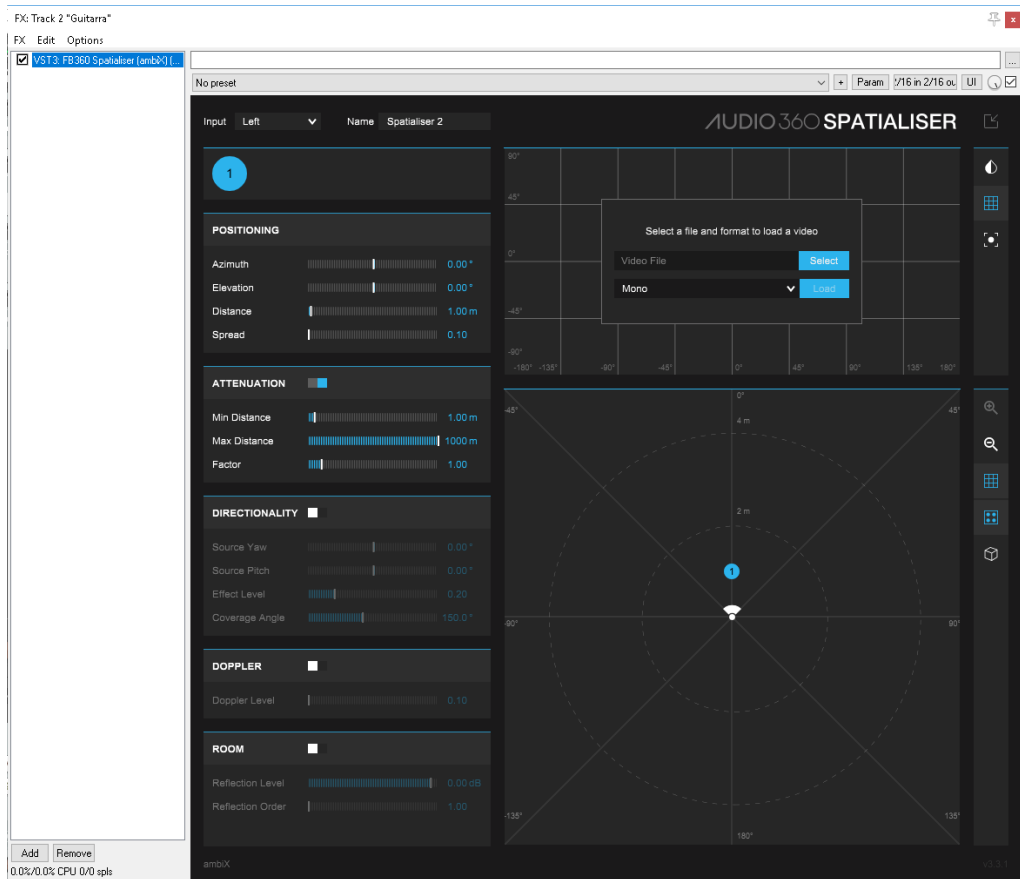 FX: Track 2 "Guitarra"
FX Edit Options
VST3: FB360 Spatialiser (ambiX) (...
...
No preset
+ Param UI
Input Left Name Spatialiser 2
AUDIO360 SPATIALISER
1
POSITIONING
Azimuth 0.00°
Elevation 0.00°
Distance 1.00 m
Spread 0.10
ATTENUATION
Min Distance 1.00 m
Max Distance 1000 m
Factor 1.00
DIRECTIONALITY
Source Yaw 0.00°
Source Pitch 0.00°
Effect Level 0.20
Coverage Angle 150.0°
DOPPLER
Doppler Level 0.10
ROOM
Reflection Level 0.00 dB
Reflection Order 1.00
90°
45°
0°
-45°
-90°
-180° -135° -90° -45° 0° 45° 90° 135° 180°
Select a file and format to load a video
Video File Select
Mono Load
0°
-45° 45°
4 m
2 m
1
-90° 90°
-135° 135°
180°
Add Remove
ambiX v3.3.1
0.0%/0.0% CPU 0/0 spls